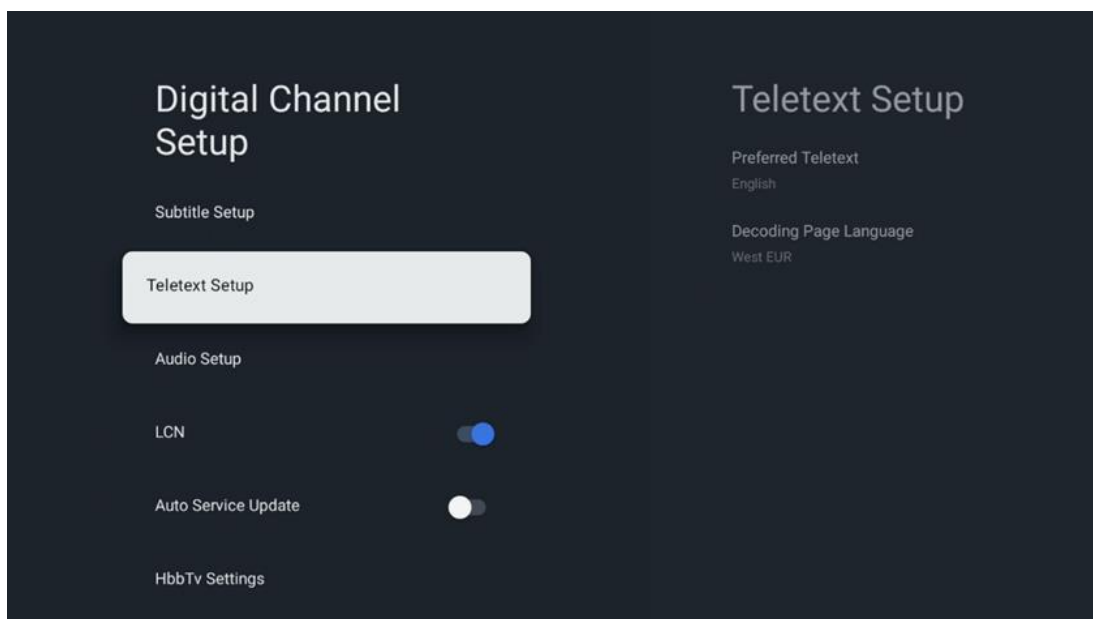 Digital Channel
Setup
Subtitle Setup
Teletext Setup
Audio Setup
LCN
Auto Service Update
HbbTv Settings
Teletext Setup
Preferred Teletext
English
Decoding Page Language
West EUR